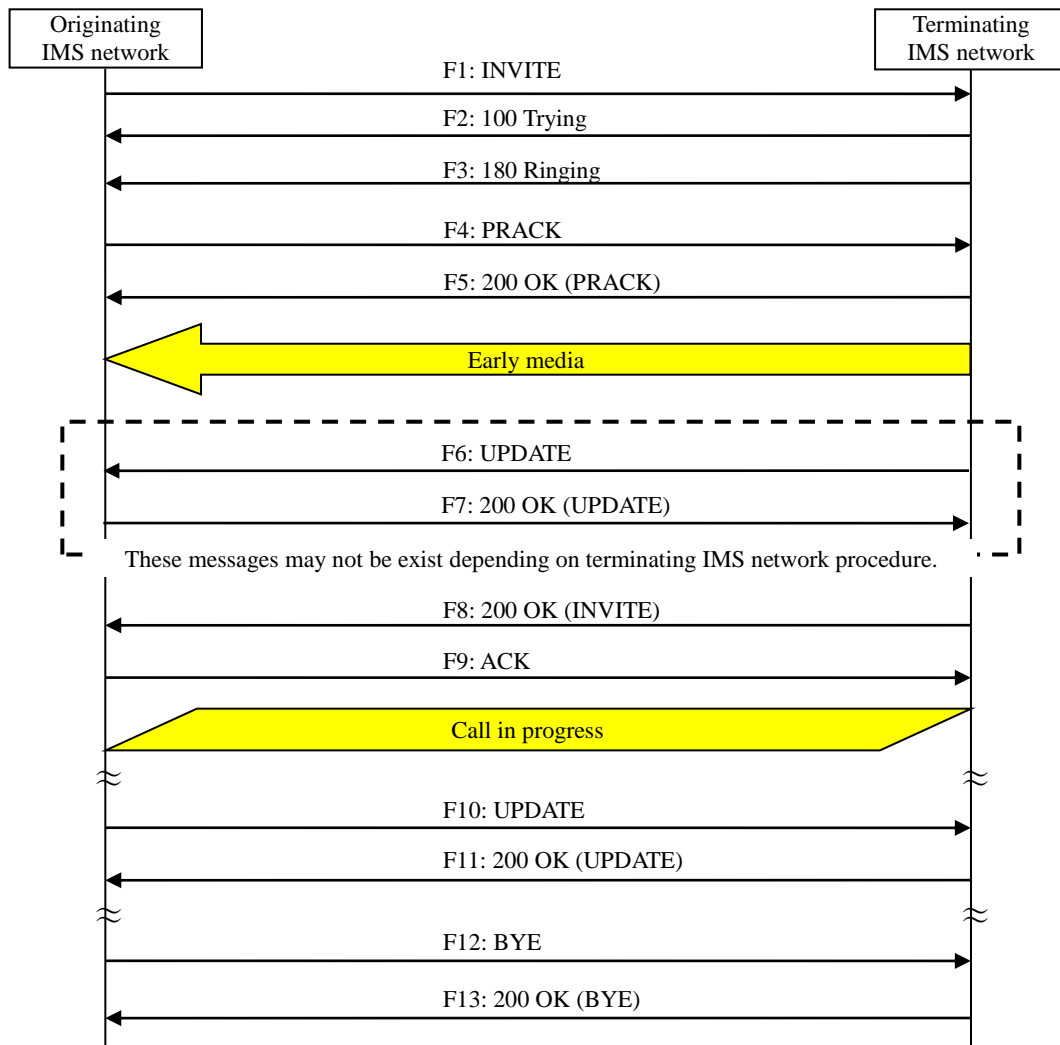 Originating
IMS network
Terminating
IMS network
F1: INVITE
F2: 100 Trying
F3: 180 Ringing
F4: PRACK
F5: 200 OK (PRACK)
Early media
F6: UPDATE
F7: 200 OK (UPDATE)
These messages may not be exist depending on terminating IMS network procedure.
F8: 200 OK (INVITE)
F9: ACK
Call in progress
F10: UPDATE
F11: 200 OK (UPDATE)
F12: BYE
F13: 200 OK (BYE)